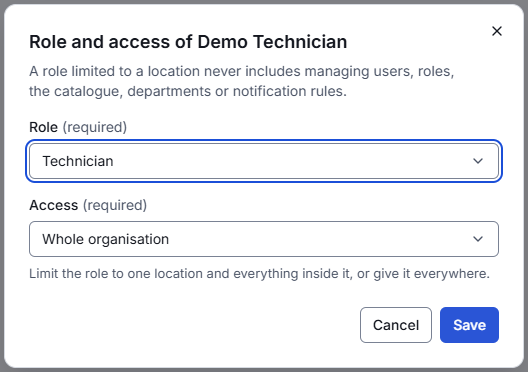 Role and access of Demo Technician
A role limited to a location never includes managing users, roles,
the catalogue, departments or notification rules.
Role (required)
Technician
Access (required)
Whole organisation
Limit the role to one location and everything inside it, or give it everywhere.
Cancel Save